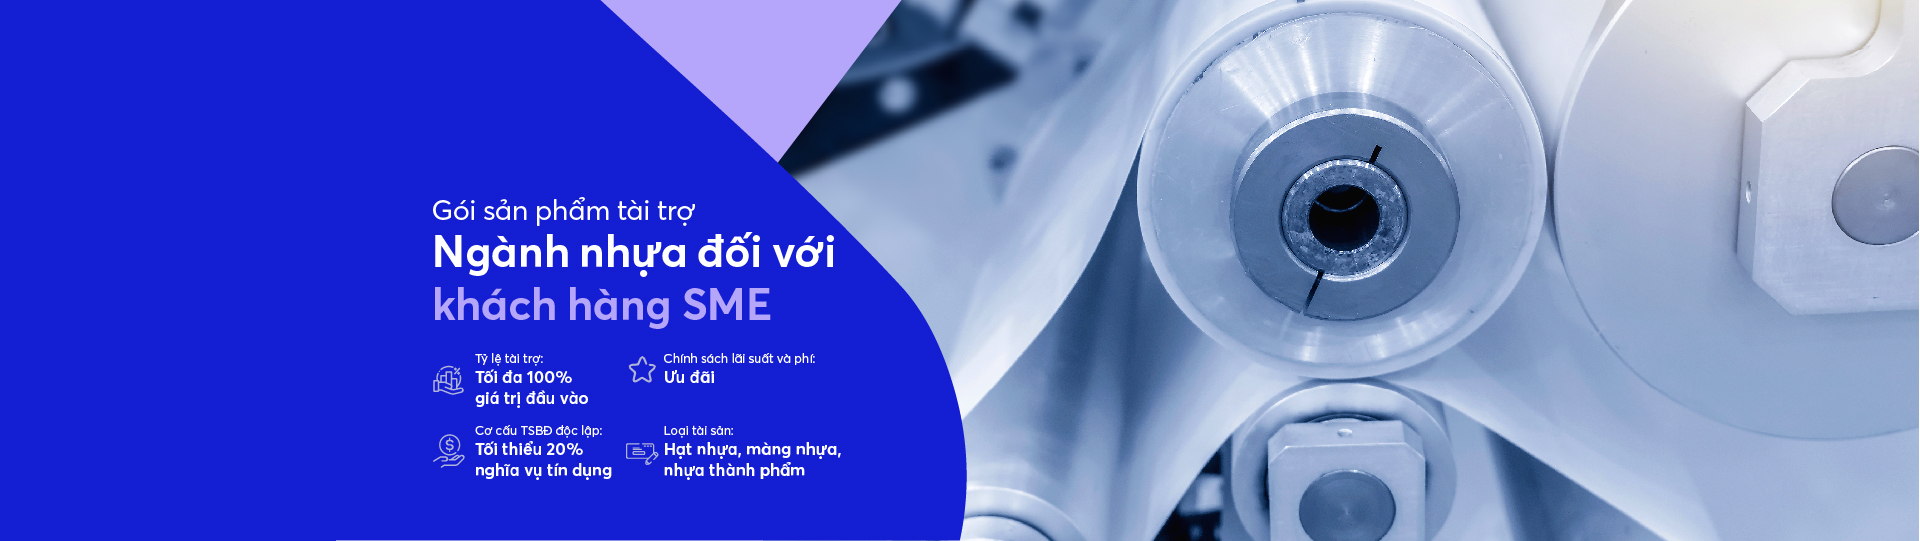 Gói sản phẩm tài trợ
Ngành nhựa đối với
khách hàng SME
Tỷ lệ tài trợ:
Tối đa 100%
giá trị đầu vào
Chính sách lãi suất và phí:
Ưu đãi
Cơ cấu TSBĐ độc lập:
Tối thiểu 20%
nghĩa vụ tín dụng
Loại tài sản:
Hạt nhựa, màng nhựa,
nhựa thành phẩm